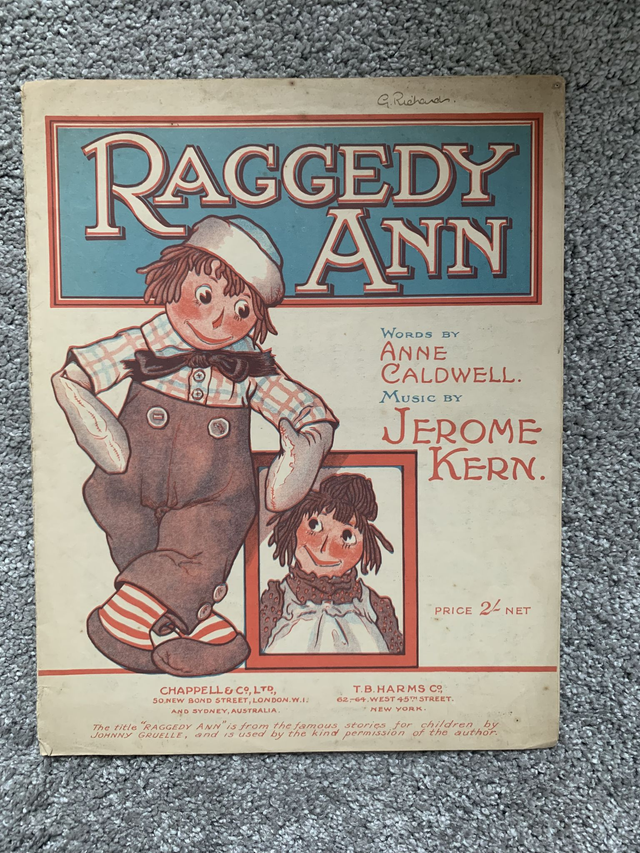 G. Richards.
RAGGEDY
ANN
WORDS BY
ANNE
CALDWELL.
MUSIC BY
JEROME
KERN.
PRICE 2/- NET
CHAPPELL & CO, LTD,
50, NEW BOND STREET, LONDON. W.1.
AND SYDNEY, AUSTRALIA.
T. B. HARMS CO,
62-64, WEST 45TH STREET.
NEW YORK.
The title "RAGGEDY ANN" is from the famous stories for children by
JOHNNY GRUELLE, and is used by the kind permission of the author.